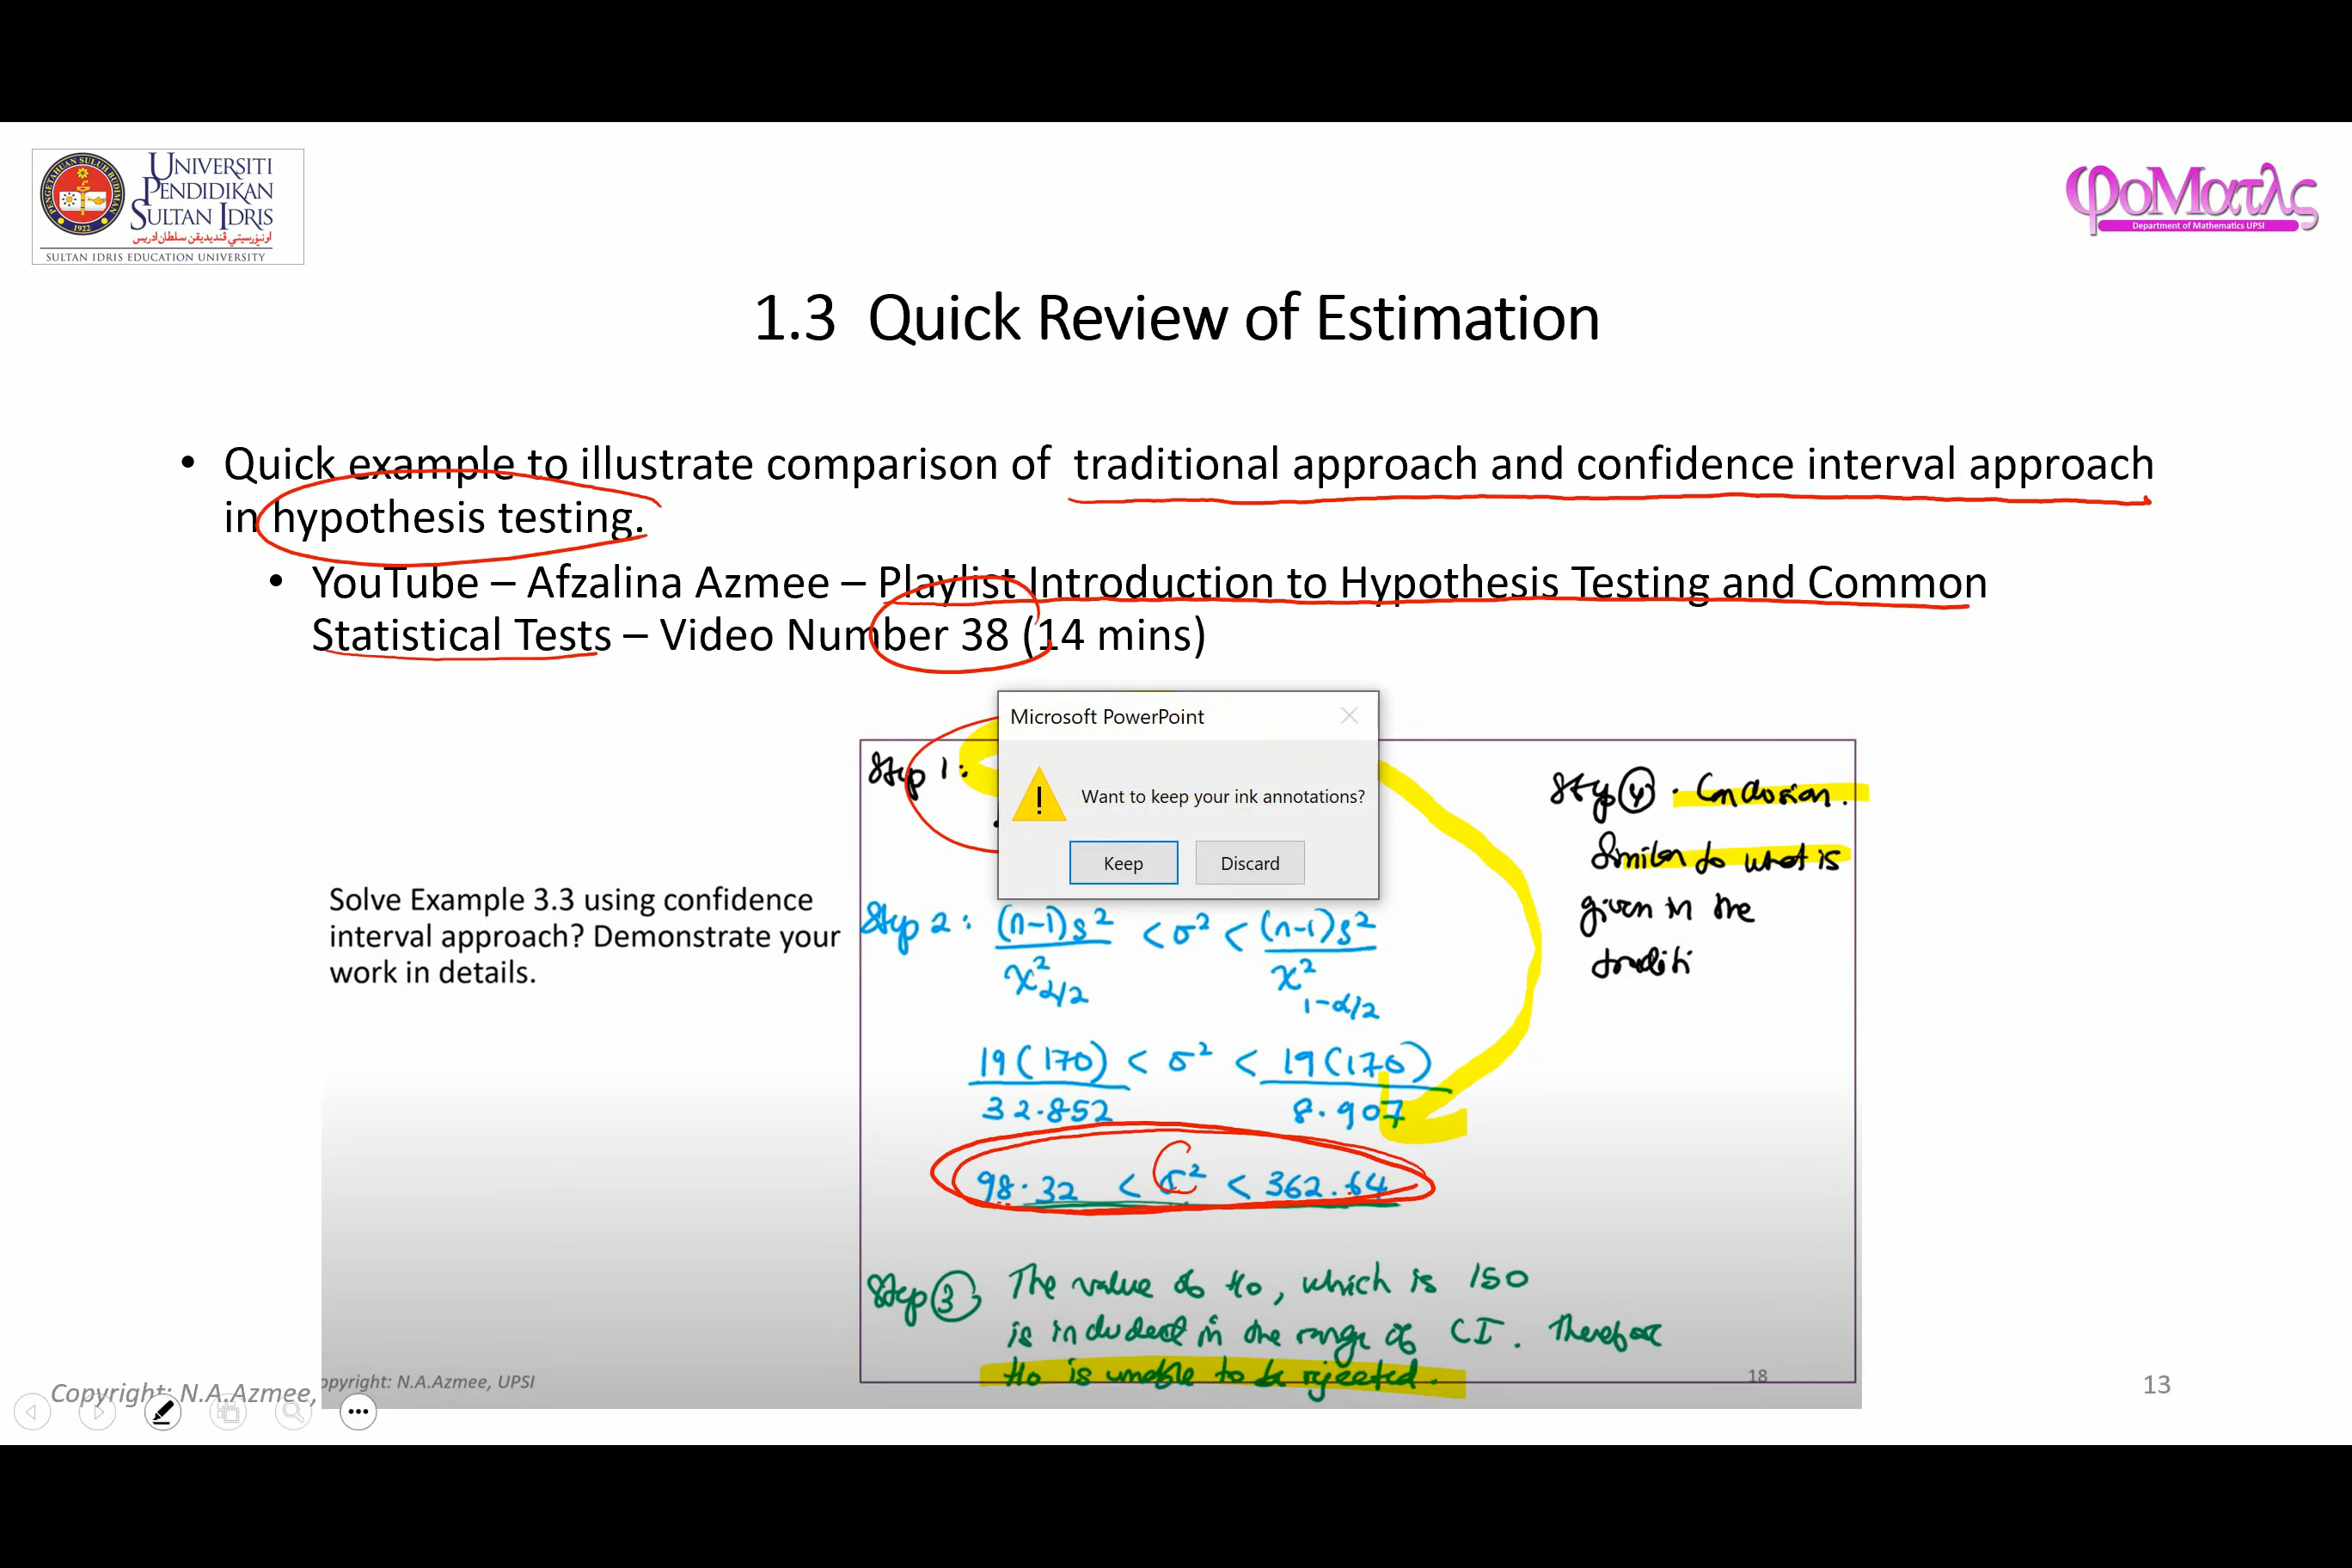 UNIVERSITI
PENDIDIKAN
SULTAN IDRIS
اونيۏرسيتي ڤنديديقن سلطان ادريس
SULTAN IDRIS EDUCATION UNIVERSITY
φοΜατλς
Department of Mathematics UPSI
1.3 Quick Review of Estimation
• Quick example to illustrate comparison of traditional approach and confidence interval approach
in hypothesis testing.
• YouTube – Afzalina Azmee – Playlist Introduction to Hypothesis Testing and Common
Statistical Tests – Video Number 38 (14 mins)
Microsoft PowerPoint
Want to keep your ink annotations?
Keep
Discard
Solve Example 3.3 using confidence
interval approach? Demonstrate your
work in details.
Step 1:
Step 2: (n-1)s² / χ²α/2 < σ² < (n-1)s² / χ²1-α/2
19(170) / 32.852 < σ² < 19(170) / 8.907
98.32 < σ² < 362.64
Step 3 The value of H0, which is 150
is included in the range of CI. Therefore
H0 is unable to be rejected.
Step 4. Conclusion.
Similar to what is
given in the
traditi
opyright: N.A.Azmee, UPSI
18
Copyright: N.A.Azmee,
13